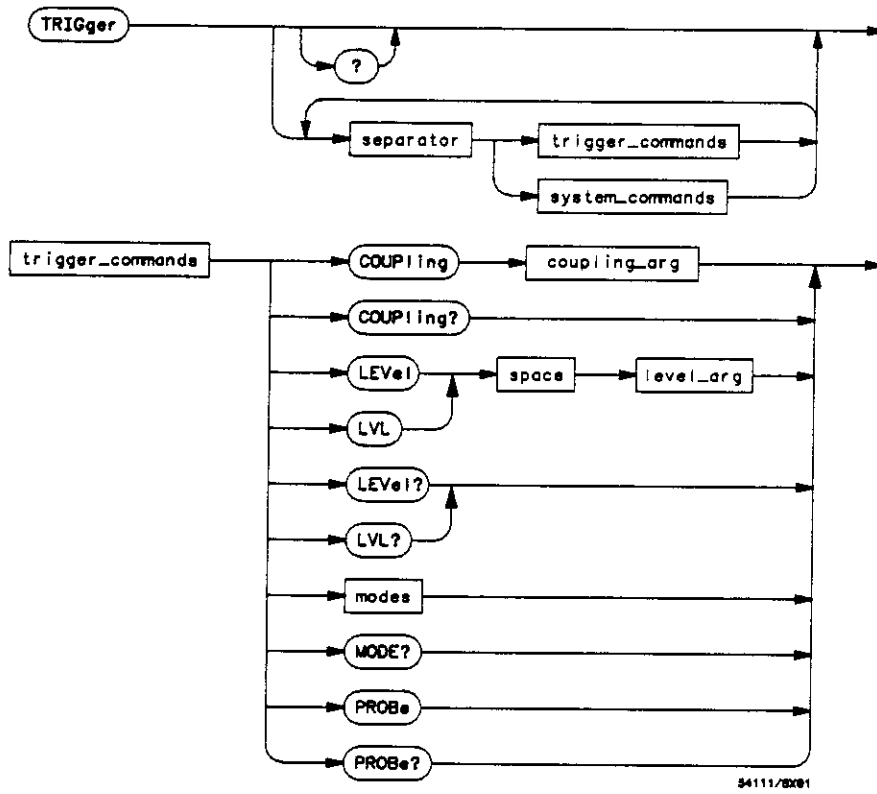 TRIGger
?
separator
trigger_commands
system_commands
trigger_commands
COUPling
coupling_arg
COUPling?
LEVel
space
level_arg
LVL
LEVel?
LVL?
modes
MODE?
PROBe
PROBe?
54111/BX01